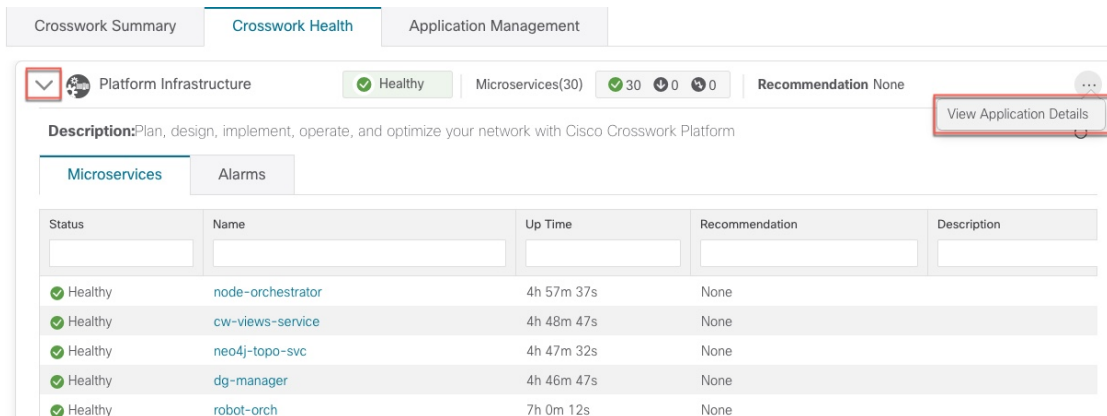 Crosswork Summary Crosswork Health Application Management
Platform Infrastructure Healthy Microservices(30) 30 0 0 Recommendation None ...
View Application Details
Description:Plan, design, implement, operate, and optimize your network with Cisco Crosswork Platform
Microservices Alarms
Status Name Up Time Recommendation Description
Healthy node-orchestrator 4h 57m 37s None
Healthy cw-views-service 4h 48m 47s None
Healthy neo4j-topo-svc 4h 47m 32s None
Healthy dg-manager 4h 46m 47s None
Healthy robot-orch 7h 0m 12s None